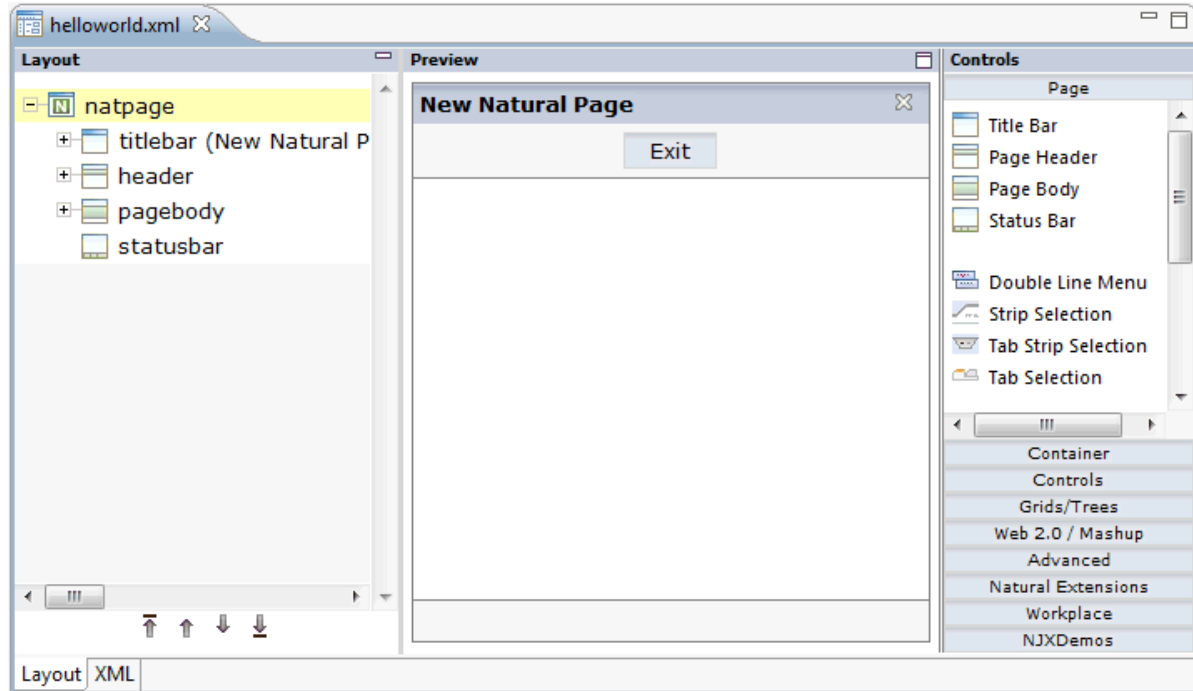 helloworld.xml
Layout
natpage
titlebar (New Natural P
header
pagebody
statusbar
Layout XML
Preview
New Natural Page
Exit
Controls
Page
Title Bar
Page Header
Page Body
Status Bar
Double Line Menu
Strip Selection
Tab Strip Selection
Tab Selection
Container
Controls
Grids/Trees
Web 2.0 / Mashup
Advanced
Natural Extensions
Workplace
NJXDemos